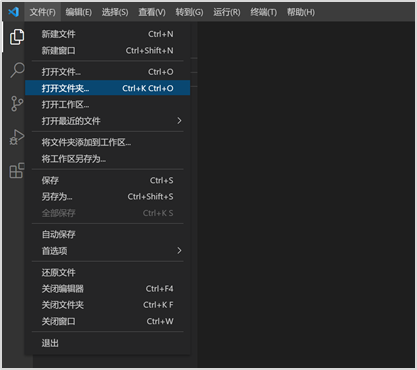 文件(F) 编辑(E) 选择(S) 查看(V) 转到(G) 运行(R) 终端(T) 帮助(H)
新建文件 Ctrl+N
新建窗口 Ctrl+Shift+N
打开文件... Ctrl+O
打开文件夹... Ctrl+K Ctrl+O
打开工作区...
打开最近的文件
将文件夹添加到工作区...
将工作区另存为...
保存 Ctrl+S
另存为... Ctrl+Shift+S
全部保存 Ctrl+K S
自动保存
首选项
还原文件
关闭编辑器 Ctrl+F4
关闭文件夹 Ctrl+K F
关闭窗口 Ctrl+W
退出